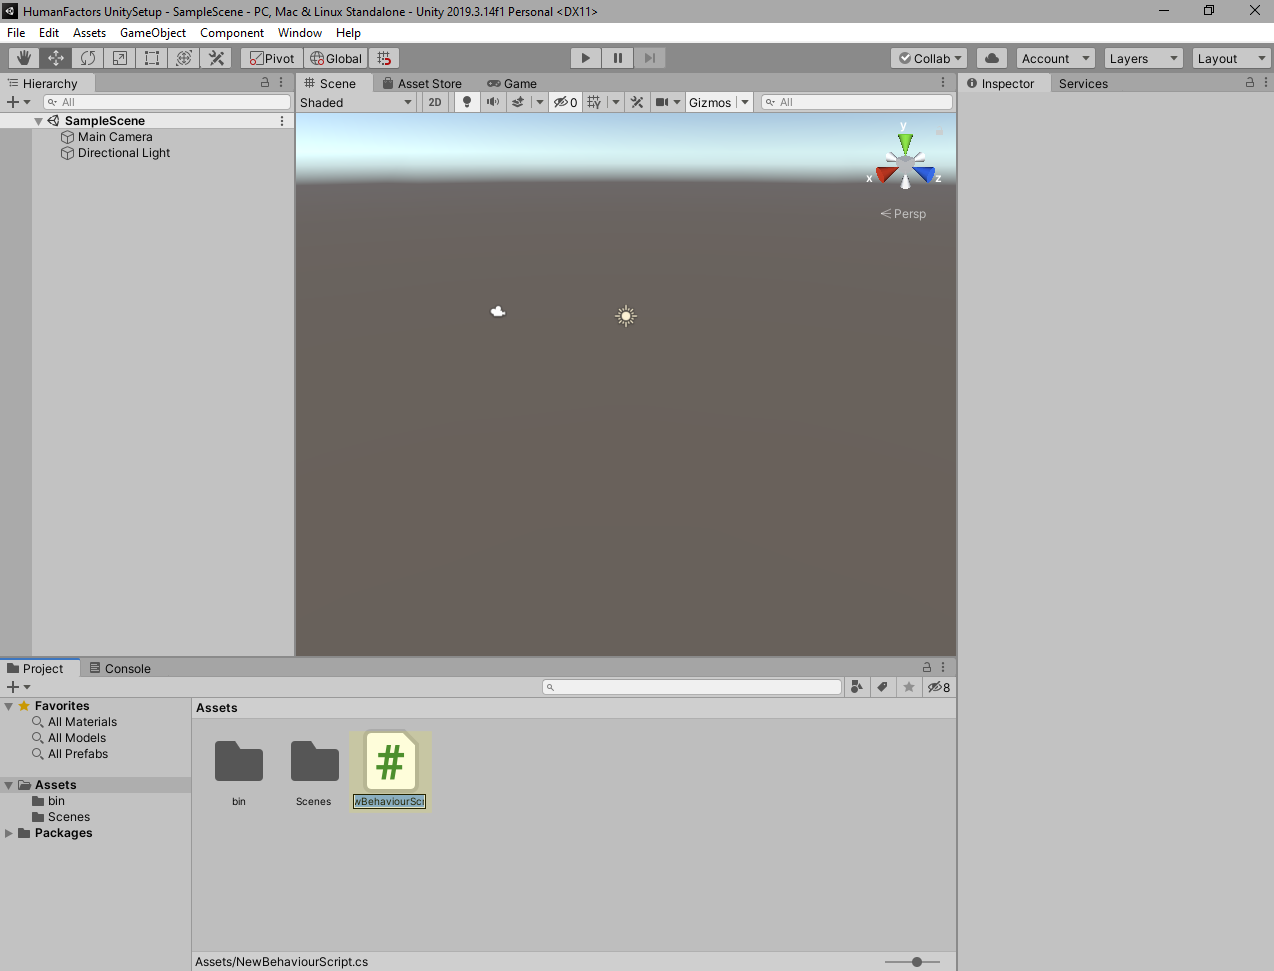 HumanFactors UnitySetup - SampleScene - PC, Mac & Linux Standalone - Unity 2019.3.14f1 Personal <DX11>
File Edit Assets GameObject Component Window Help
Pivot Global Collab Account Layers Layout
Hierarchy
All
SampleScene
Main Camera
Directional Light
Scene Asset Store Game
Shaded 2D 0 Gizmos All
y
x z
Persp
Inspector Services
Project Console
8
Favorites
All Materials
All Models
All Prefabs
Assets
bin
Scenes
Packages
Assets
#
bin Scenes wBehaviourScr
Assets/NewBehaviourScript.cs